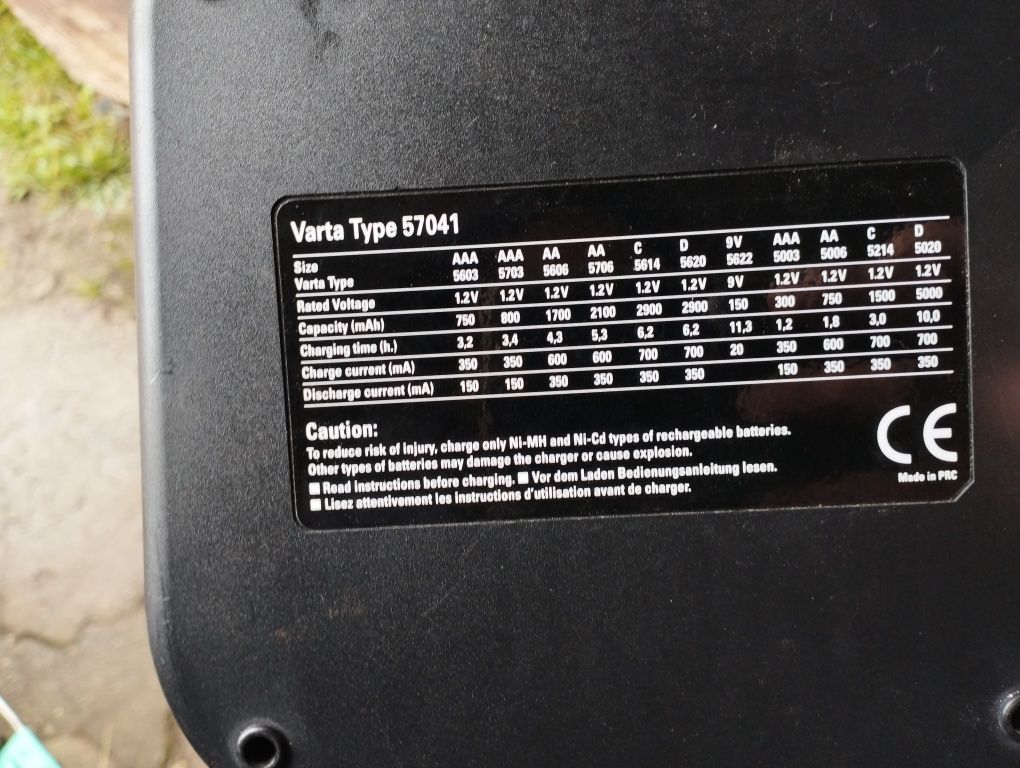 Varta Type 57041
Size AAA AAA AA AA C D 9V AAA AA C D
Varta Type 5603 5703 5606 5706 5614 5620 5622 5003 5006 5214 5020
Rated Voltage 1.2V 1.2V 1.2V 1.2V 1.2V 1.2V 9V 1.2V 1.2V 1.2V 1.2V
Capacity (mAh) 750 800 1700 2100 2900 2900 150 300 750 1500 5000
Charging time (h.) 3,2 3,4 4,3 5,3 6,2 6,2 11,3 1,2 1,8 3,0 10,0
Charge current (mA) 350 350 600 600 700 700 20 350 600 700 700
Discharge current (mA) 150 150 350 350 350 350 150 350 350 350
Caution:
To reduce risk of injury, charge only Ni-MH and Ni-Cd types of rechargeable batteries.
Other types of batteries may damage the charger or cause explosion.
■ Read instructions before charging. ■ Vor dem Laden Bedienungsanleitung lesen.
■ Lisez attentivement les instructions d'utilisation avant de charger.
CE
Made in PRC